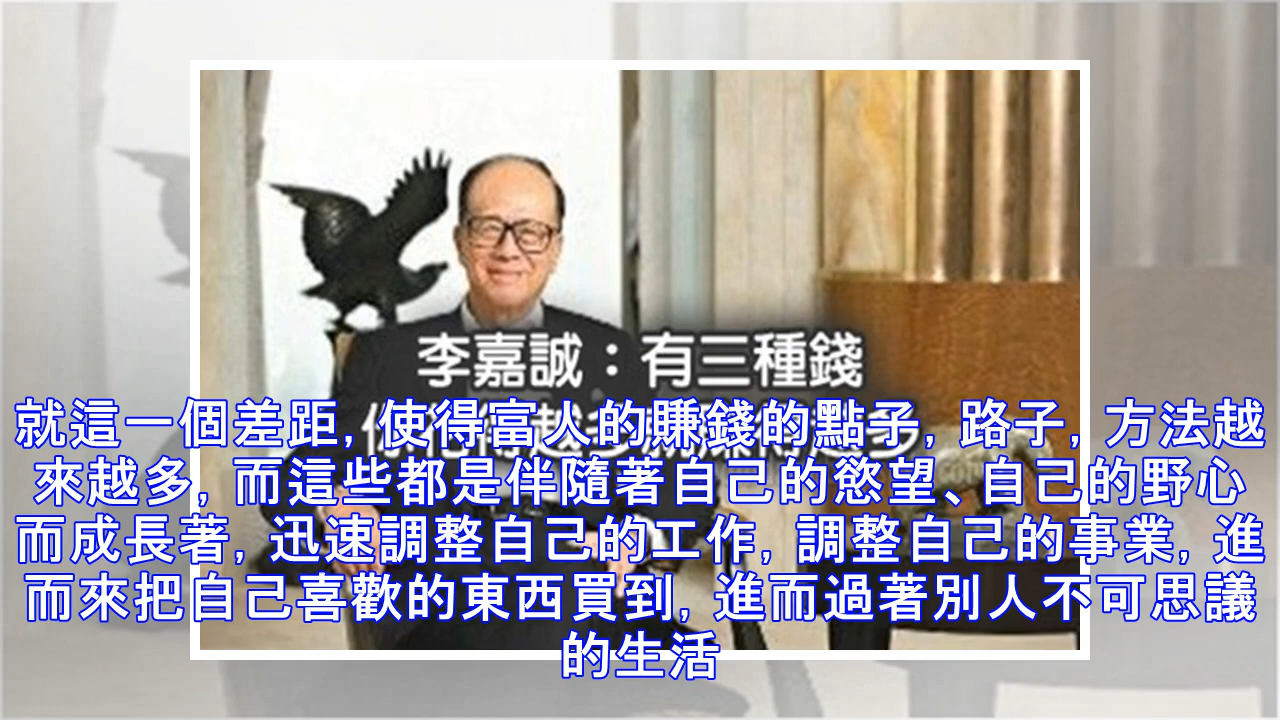 李嘉誠：有三種錢
就這一個差距, 使得富人的賺錢的點子, 路子, 方法越
來越多, 而這些都是伴隨著自己的慾望、自己的野心
而成長著, 迅速調整自己的工作, 調整自己的事業, 進
而來把自己喜歡的東西買到, 進而過著別人不可思議
的生活